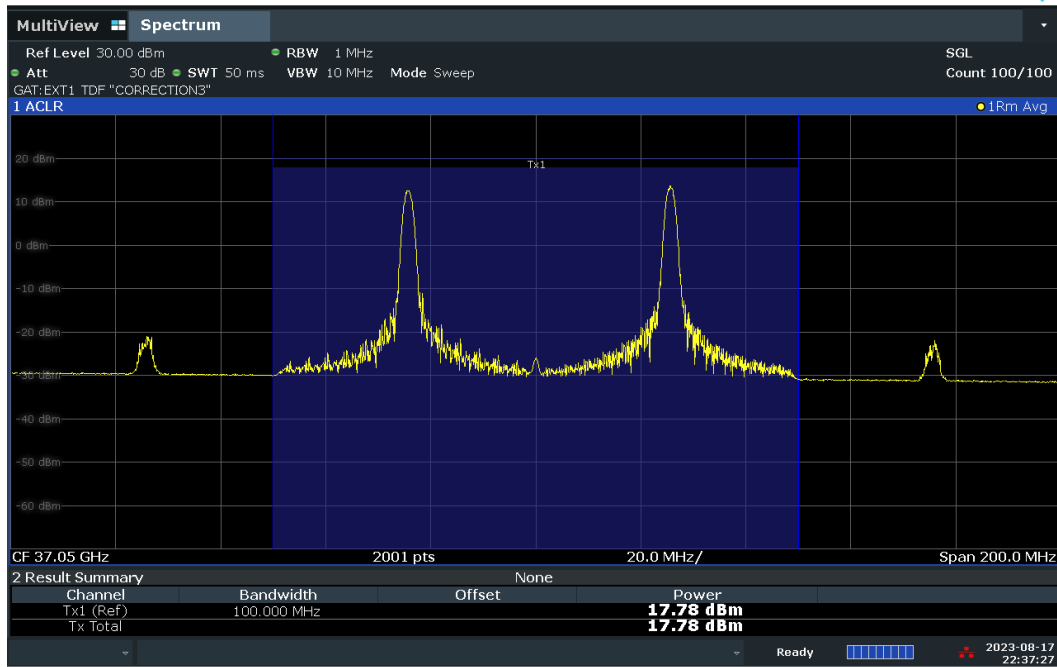 MultiView Spectrum
Ref Level 30.00 dBm RBW 1 MHz SGL
Att 30 dB SWT 50 ms VBW 10 MHz Mode Sweep Count 100/100
GAT:EXT1 TDF "CORRECTION3"
1 ACLR 1Rm Avg
20 dBm
Tx1
10 dBm
0 dBm
-10 dBm
-20 dBm
-30 dBm
-40 dBm
-50 dBm
-60 dBm
CF 37.05 GHz 2001 pts 20.0 MHz/ Span 200.0 MHz
2 Result Summary None
Channel Bandwidth Offset Power
Tx1 (Ref) 100.000 MHz 17.78 dBm
Tx Total 17.78 dBm
Ready 2023-08-17
22:37:27